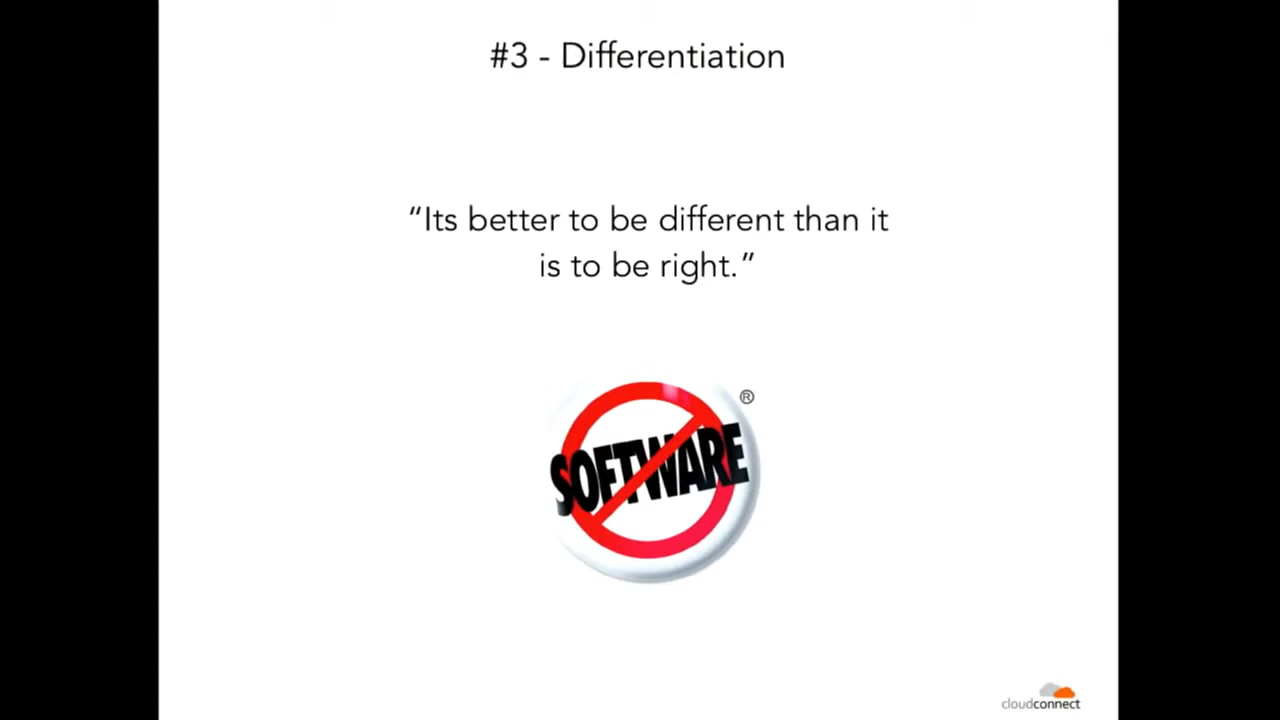 #3 - Differentiation
“Its better to be different than it
is to be right.”
®
SOFTWARE
cloudconnect